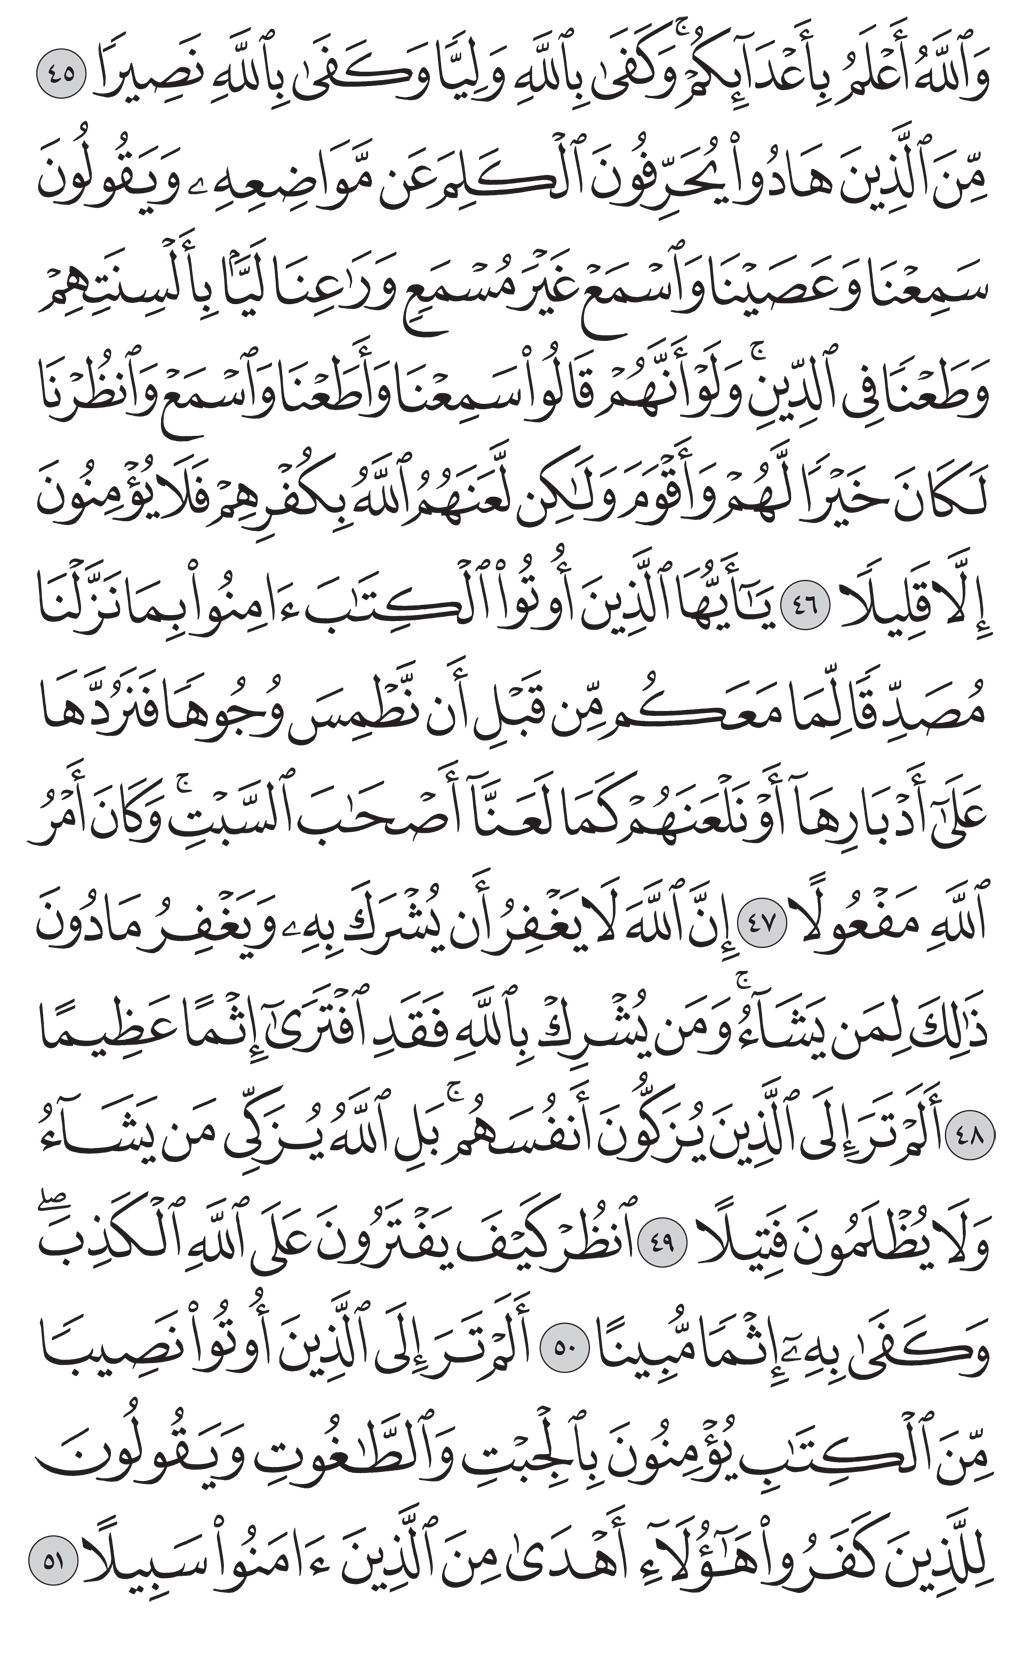 وَٱللَّهُ أَعْلَمُ بِأَعْدَآئِكُمْۚ وَكَفَىٰ بِٱللَّهِ وَلِيًّا وَكَفَىٰ بِٱللَّهِ نَصِيرًا ٤٥
مِّنَ ٱلَّذِينَ هَادُوا۟ يُحَرِّفُونَ ٱلْكَلِمَ عَن مَّوَاضِعِهِۦ وَيَقُولُونَ
سَمِعْنَا وَعَصَيْنَا وَٱسْمَعْ غَيْرَ مُسْمَعٍ وَرَٰعِنَا لَيًّۢا بِأَلْسِنَتِهِمْ
وَطَعْنًا فِى ٱلدِّينِۚ وَلَوْ أَنَّهُمْ قَالُوا۟ سَمِعْنَا وَأَطَعْنَا وَٱسْمَعْ وَٱنظُرْنَا
لَكَانَ خَيْرًا لَّهُمْ وَأَقْوَمَ وَلَٰكِن لَّعَنَهُمُ ٱللَّهُ بِكُفْرِهِمْ فَلَا يُؤْمِنُونَ
إِلَّا قَلِيلًا ٤٦ يَٰٓأَيُّهَا ٱلَّذِينَ أُوتُوا۟ ٱلْكِتَٰبَ ءَامِنُوا۟ بِمَا نَزَّلْنَا
مُصَدِّقًا لِّمَا مَعَكُم مِّن قَبْلِ أَن نَّطْمِسَ وُجُوهًا فَنَرُدَّهَا
عَلَىٰٓ أَدْبَارِهَآ أَوْ نَلْعَنَهُمْ كَمَا لَعَنَّآ أَصْحَٰبَ ٱلسَّبْتِۚ وَكَانَ أَمْرُ
ٱللَّهِ مَفْعُولًا ٤٧ إِنَّ ٱللَّهَ لَا يَغْفِرُ أَن يُشْرَكَ بِهِۦ وَيَغْفِرُ مَا دُونَ
ذَٰلِكَ لِمَن يَشَآءُۚ وَمَن يُشْرِكْ بِٱللَّهِ فَقَدِ ٱفْتَرَىٰٓ إِثْمًا عَظِيمًا
٤٨ أَلَمْ تَرَ إِلَى ٱلَّذِينَ يُزَكُّونَ أَنفُسَهُمۚ بَلِ ٱللَّهُ يُزَكِّى مَن يَشَآءُ
وَلَا يُظْلَمُونَ فَتِيلًا ٤٩ ٱنظُرْ كَيْفَ يَفْتَرُونَ عَلَى ٱللَّهِ ٱلْكَذِبَۖ
وَكَفَىٰ بِهِۦٓ إِثْمًا مُّبِينًا ٥٠ أَلَمْ تَرَ إِلَى ٱلَّذِينَ أُوتُوا۟ نَصِيبًا
مِّنَ ٱلْكِتَٰبِ يُؤْمِنُونَ بِٱلْجِبْتِ وَٱلطَّٰغُوتِ وَيَقُولُونَ
لِلَّذِينَ كَفَرُوا۟ هَٰٓؤُلَآءِ أَهْدَىٰ مِنَ ٱلَّذِينَ ءَامَنُوا۟ سَبِيلًا ٥١